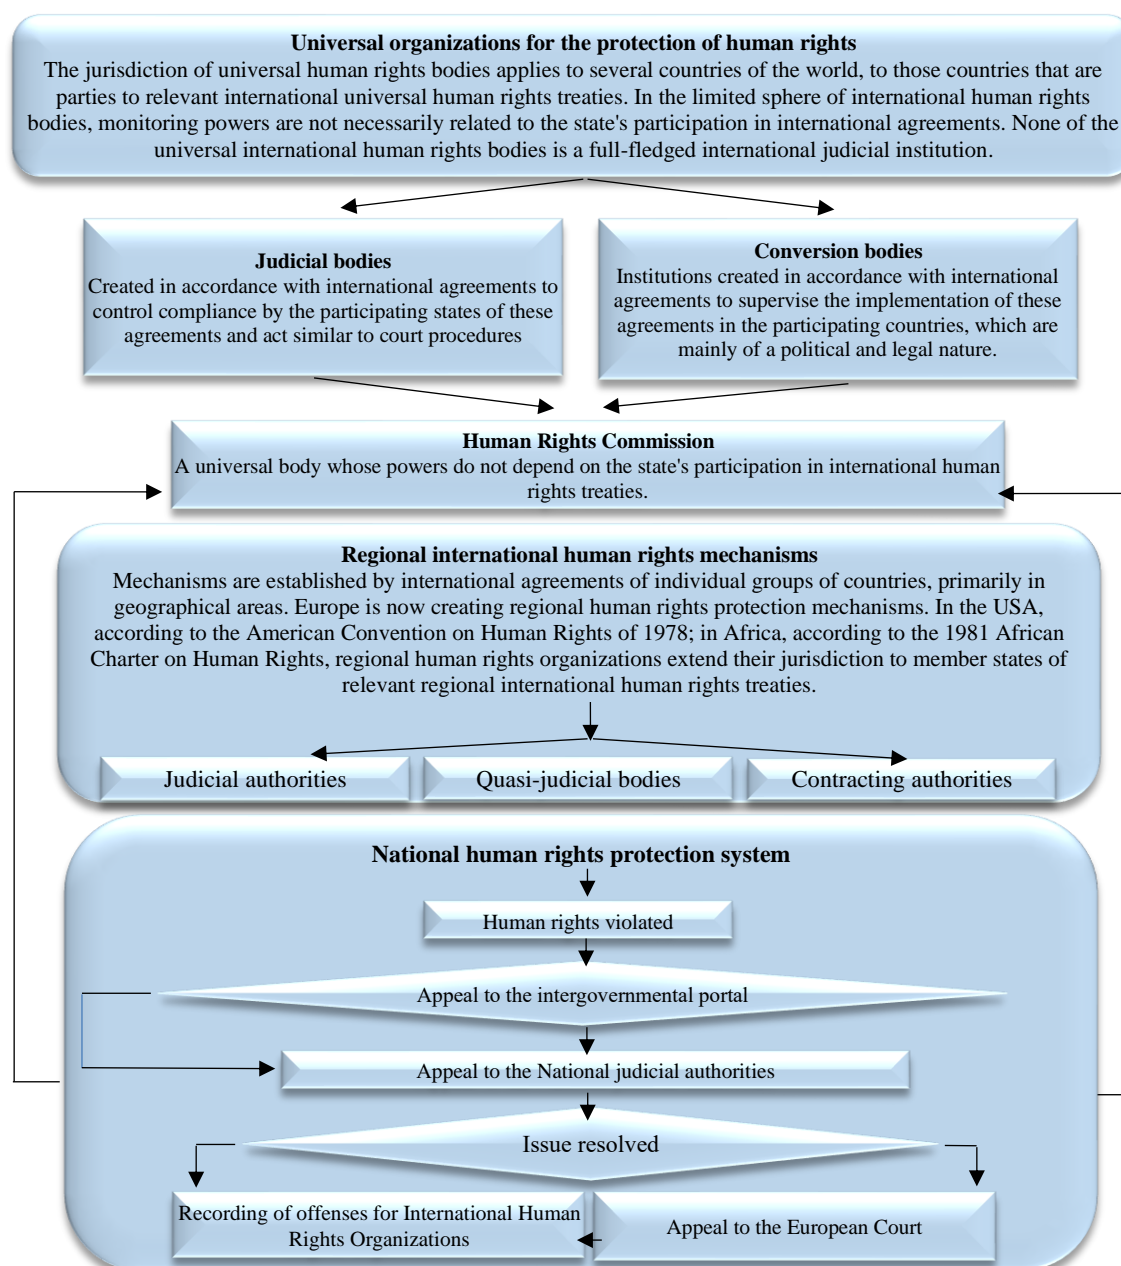 Universal organizations for the protection of human rights
The jurisdiction of universal human rights bodies applies to several countries of the world, to those countries that are
parties to relevant international universal human rights treaties. In the limited sphere of international human rights
bodies, monitoring powers are not necessarily related to the state's participation in international agreements. None of the
universal international human rights bodies is a full-fledged international judicial institution.
Judicial bodies
Created in accordance with international agreements to
control compliance by the participating states of these
agreements and act similar to court procedures
Conversion bodies
Institutions created in accordance with international
agreements to supervise the implementation of these
agreements in the participating countries, which are
mainly of a political and legal nature.
Human Rights Commission
A universal body whose powers do not depend on the state's participation in international human
rights treaties.
Regional international human rights mechanisms
Mechanisms are established by international agreements of individual groups of countries, primarily in
geographical areas. Europe is now creating regional human rights protection mechanisms. In the USA,
according to the American Convention on Human Rights of 1978; in Africa, according to the 1981 African
Charter on Human Rights, regional human rights organizations extend their jurisdiction to member states of
relevant regional international human rights treaties.
Judicial authorities
Quasi-judicial bodies
Contracting authorities
National human rights protection system
Human rights violated
Appeal to the intergovernmental portal
Appeal to the National judicial authorities
Issue resolved
Recording of offenses for International Human
Rights Organizations
Appeal to the European Court